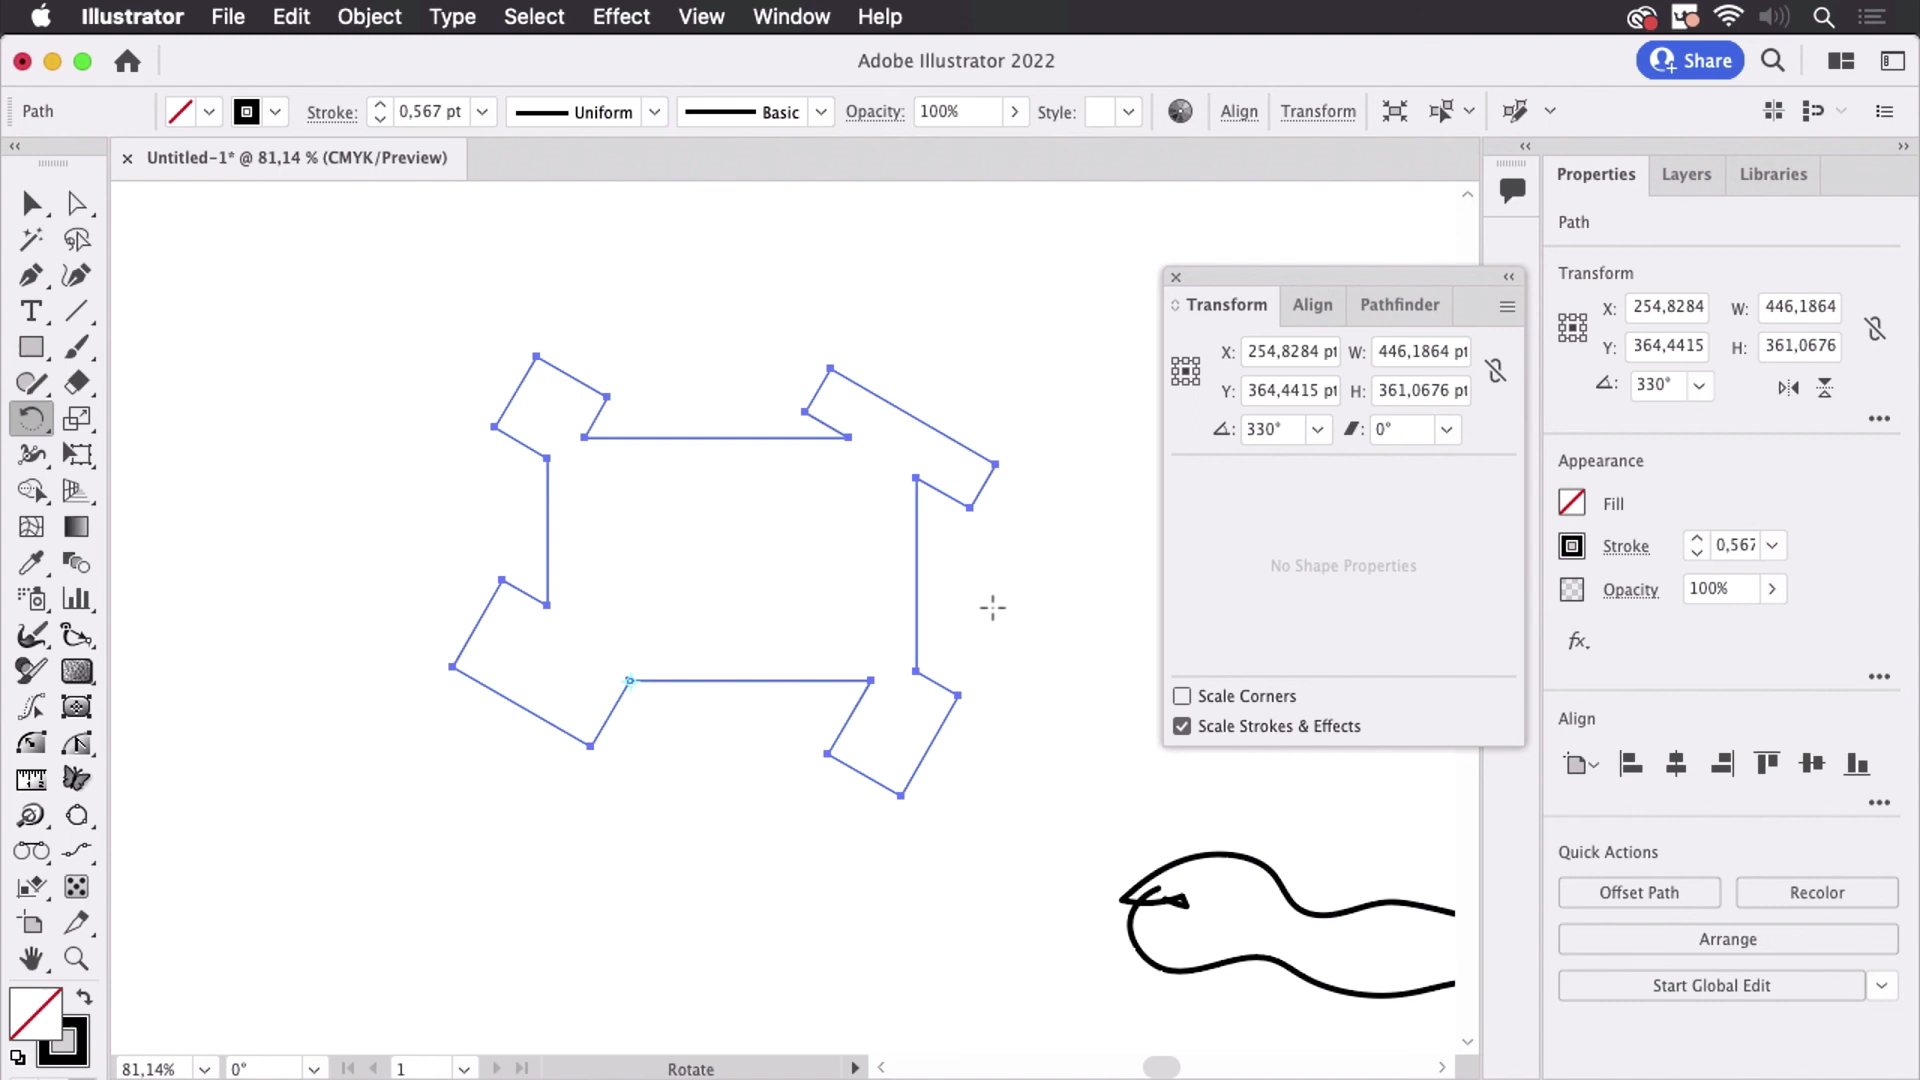 Illustrator File Edit Object Type Select Effect View Window Help
Adobe Illustrator 2022
Share
Path
Stroke: 0,567 pt Uniform Basic Opacity: 100% Style: Align Transform
Untitled-1* @ 81,14 % (CMYK/Preview)
Properties Layers Libraries
Path
Transform
X: 254,8284 W: 446,1864
Y: 364,4415 H: 361,0676
330°
Appearance
Fill
Stroke 0,567
Opacity 100%
fx.
Align
Quick Actions
Offset Path Recolor
Arrange
Start Global Edit
Transform Align Pathfinder
X: 254,8284 pt W: 446,1864 pt
Y: 364,4415 pt H: 361,0676 pt
330° 0°
No Shape Properties
Scale Corners
Scale Strokes & Effects
81,14% 0° 1 Rotate